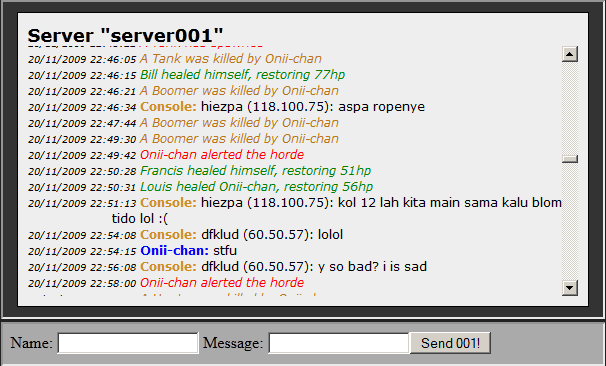 Server "server001"
20/11/2009 22:46:05 A Tank was killed by Onii-chan
20/11/2009 22:46:15 Bill healed himself, restoring 77hp
20/11/2009 22:46:21 A Boomer was killed by Onii-chan
20/11/2009 22:46:34 Console: hiezpa (118.100.75): aspa ropenye
20/11/2009 22:47:44 A Boomer was killed by Onii-chan
20/11/2009 22:49:30 A Boomer was killed by Onii-chan
20/11/2009 22:49:42 Onii-chan alerted the horde
20/11/2009 22:50:28 Francis healed himself, restoring 51hp
20/11/2009 22:50:31 Louis healed Onii-chan, restoring 56hp
20/11/2009 22:51:13 Console: hiezpa (118.100.75): kol 12 lah kita main sama kalu blom
tido lol :(
20/11/2009 22:54:08 Console: dfklud (60.50.57): lolol
20/11/2009 22:54:15 Onii-chan: stfu
20/11/2009 22:56:08 Console: dfklud (60.50.57): y so bad? i is sad
20/11/2009 22:58:00 Onii-chan alerted the horde
Name: Message: Send 001!